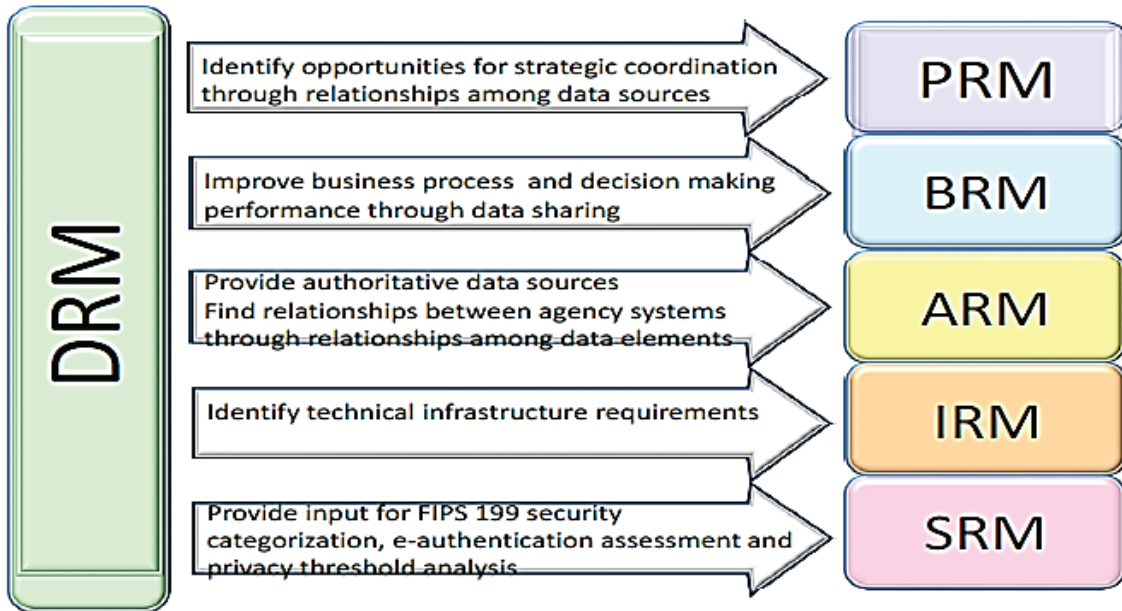 DRM
Identify opportunities for strategic coordination
through relationships among data sources
PRM
Improve business process and decision making
performance through data sharing
BRM
Provide authoritative data sources
Find relationships between agency systems
through relationships among data elements
ARM
Identify technical infrastructure requirements
IRM
Provide input for FIPS 199 security
categorization, e-authentication assessment and
privacy threshold analysis
SRM